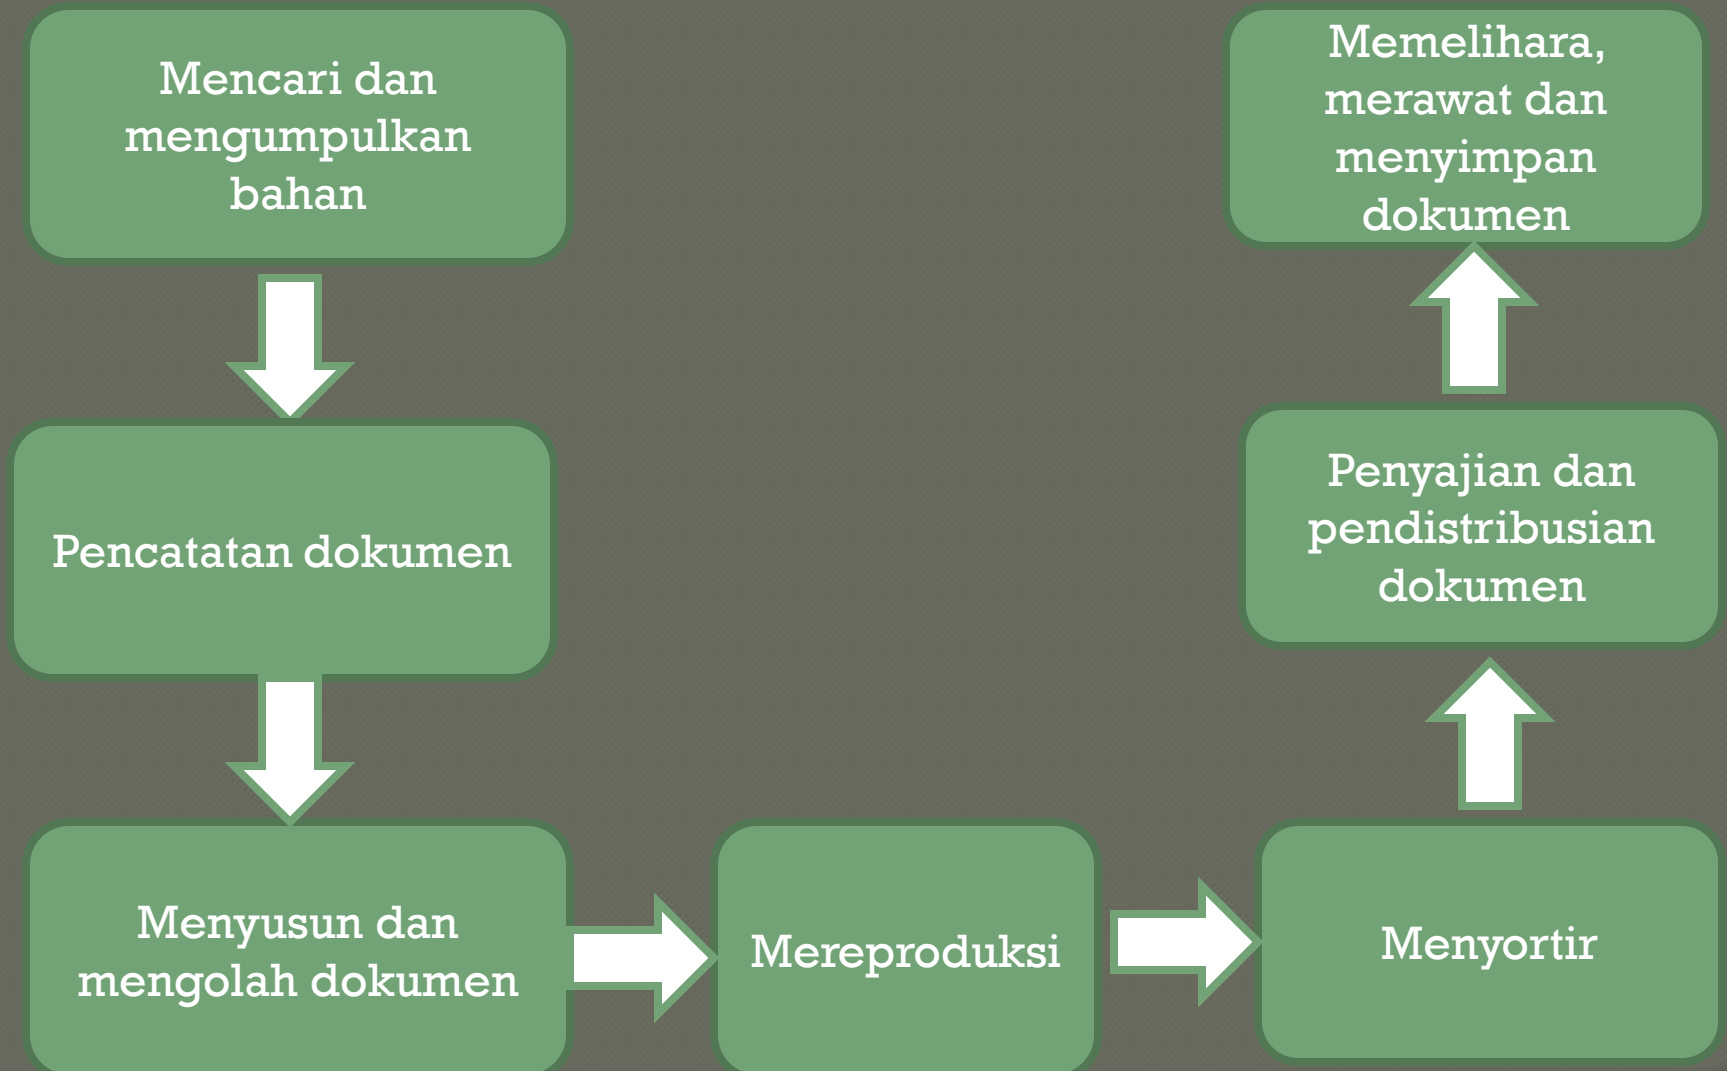 Mencari dan
mengumpulkan
bahan
Pencatatan dokumen
Menyusun dan
mengolah dokumen
Mereproduksi
Menyortir
Penyajian dan
pendistribusian
dokumen
Memelihara,
merawat dan
menyimpan
dokumen